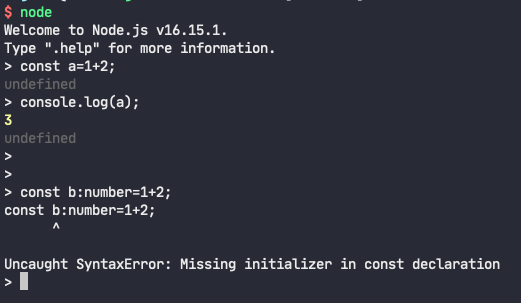 $ node
Welcome to Node.js v16.15.1.
Type ".help" for more information.
> const a=1+2;
undefined
> console.log(a);
3
undefined
>
>
> const b:number=1+2;
const b:number=1+2;
^
Uncaught SyntaxError: Missing initializer in const declaration
>